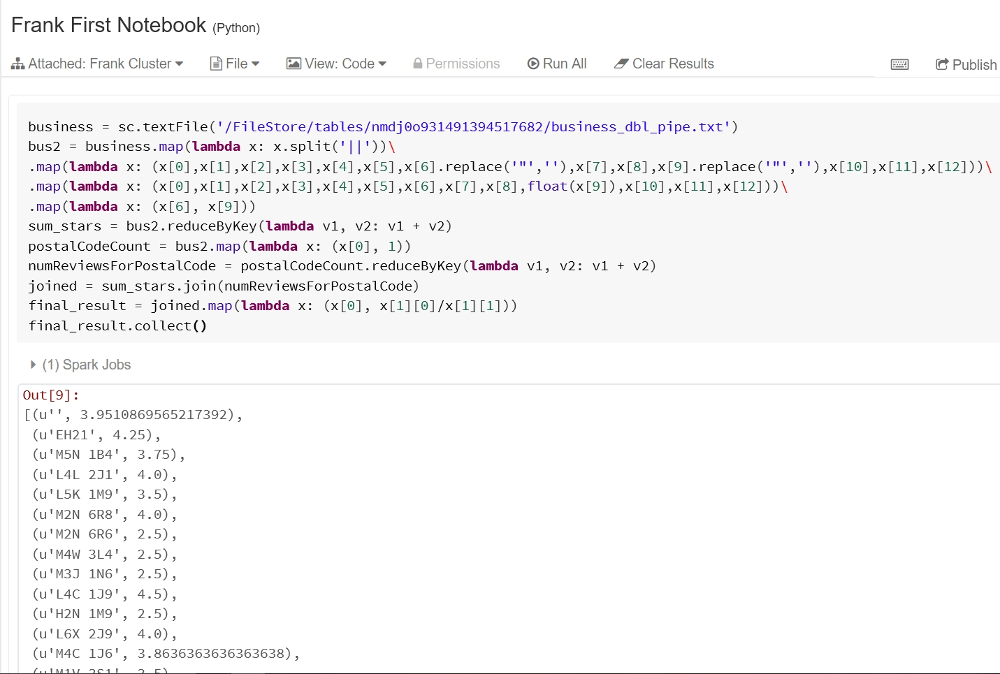 Frank First Notebook (Python)
Attached: Frank Cluster File View: Code Permissions Run All Clear Results Publish
business = sc.textFile('/FileStore/tables/nmdj0o931491394517682/business_dbl_pipe.txt')
bus2 = business.map(lambda x: x.split('||'))\
.map(lambda x: (x[0],x[1],x[2],x[3],x[4],x[5],x[6].replace('"',''),x[7],x[8],x[9].replace('"',''),x[10],x[11],x[12]))\
.map(lambda x: (x[0],x[1],x[2],x[3],x[4],x[5],x[6],x[7],x[8],float(x[9]),x[10],x[11],x[12]))\
.map(lambda x: (x[6], x[9]))
sum_stars = bus2.reduceByKey(lambda v1, v2: v1 + v2)
postalCodeCount = bus2.map(lambda x: (x[0], 1))
numReviewsForPostalCode = postalCodeCount.reduceByKey(lambda v1, v2: v1 + v2)
joined = sum_stars.join(numReviewsForPostalCode)
final_result = joined.map(lambda x: (x[0], x[1][0]/x[1][1]))
final_result.collect()
(1) Spark Jobs
Out[9]:
[(u'', 3.9510869565217392),
(u'EH21', 4.25),
(u'M5N 1B4', 3.75),
(u'L4L 2J1', 4.0),
(u'L5K 1M9', 3.5),
(u'M2N 6R8', 4.0),
(u'M2N 6R6', 2.5),
(u'M4W 3L4', 2.5),
(u'M3J 1N6', 2.5),
(u'L4C 1J9', 4.5),
(u'H2N 1M9', 2.5),
(u'L6X 2J9', 4.0),
(u'M4C 1J6', 3.8636363636363638),